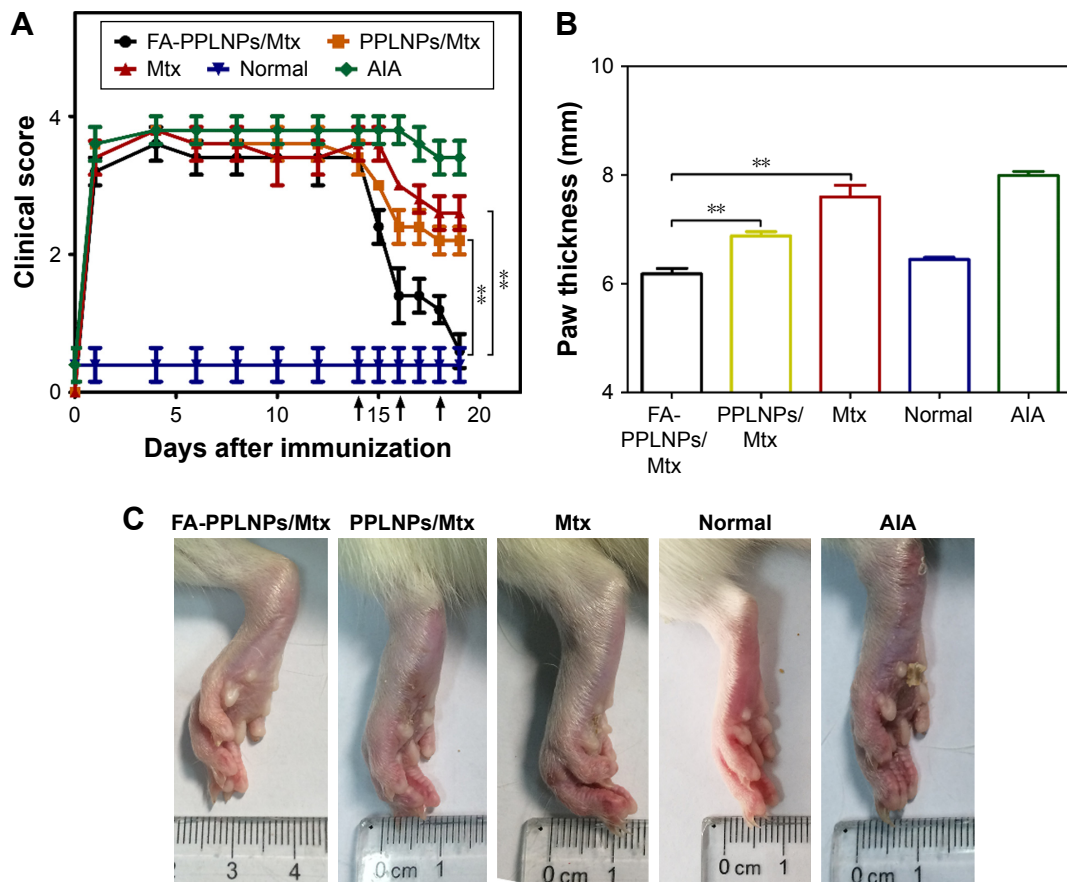 A
FA-PPLNPs/Mtx
PPLNPs/Mtx
Mtx
Normal
AIA
Clinical score
4
2
0
**
**
0
5
10
15
20
Days after immunization
B
Paw thickness (mm)
10
8
6
4
**
**
FA-
PPLNPs/
Mtx
PPLNPs/
Mtx
Mtx
Normal
AIA
C
FA-PPLNPs/Mtx
PPLNPs/Mtx
Mtx
Normal
AIA
3
4
0 cm
1
0 cm
1
0 cm
1
0 cm
1